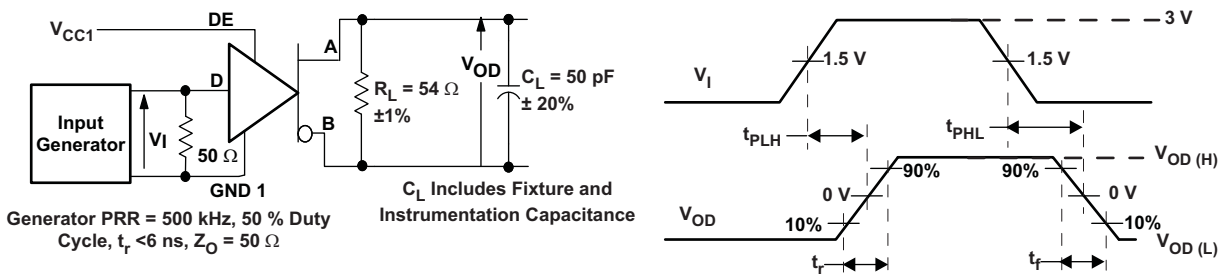 V_CC1
DE
D
A
B
Input
Generator
V_I
50 Ω
GND 1
R_L = 54 Ω
±1%
V_OD
C_L = 50 pF
± 20%
Generator PRR = 500 kHz, 50 % Duty
Cycle, t_r <6 ns, Z_O = 50 Ω
C_L Includes Fixture and
Instrumentation Capacitance
3 V
V_I
1.5 V
1.5 V
t_PLH
t_PHL
V_OD (H)
90%
90%
0 V
0 V
V_OD
10%
10%
V_OD (L)
t_r
t_f